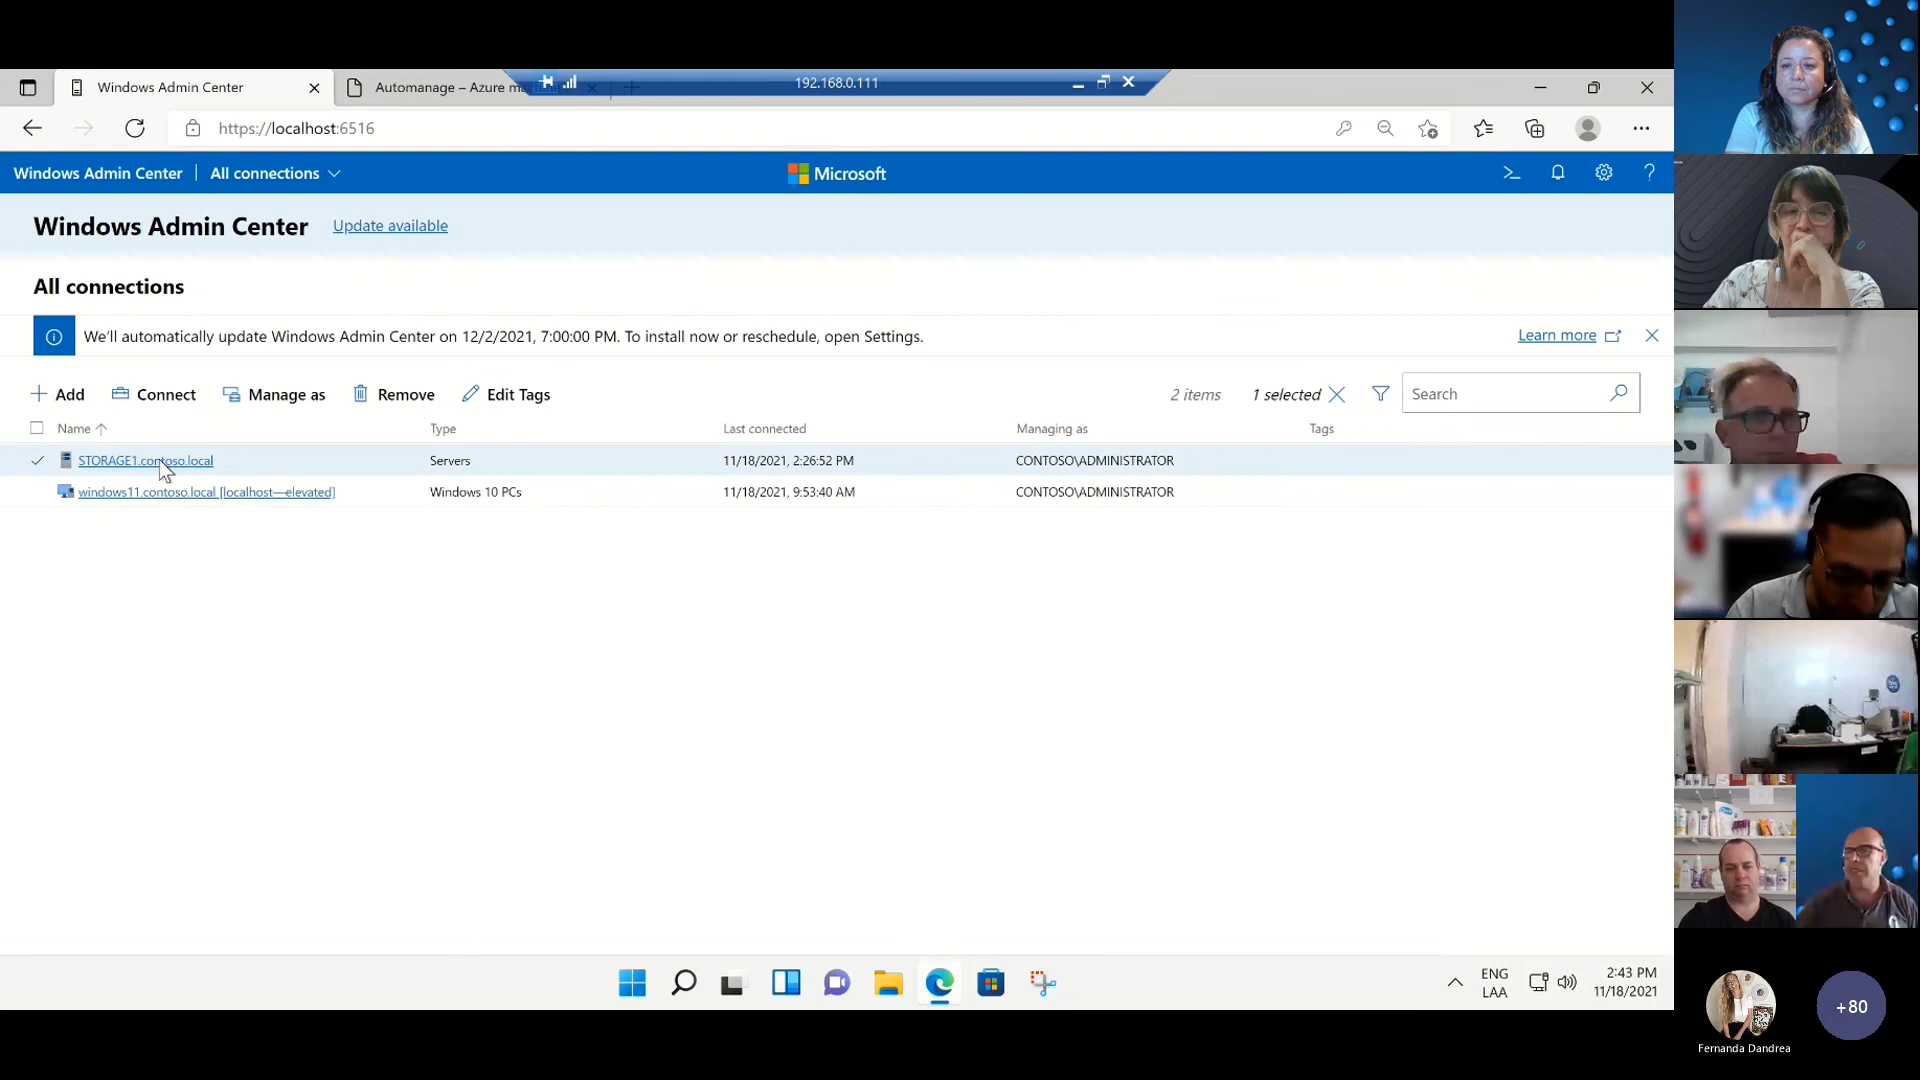 Windows Admin Center
Automanage – Azure ma
192.168.0.111
https://localhost:6516
Windows Admin Center
All connections
Microsoft
Windows Admin Center
Update available
All connections
We'll automatically update Windows Admin Center on 12/2/2021, 7:00:00 PM. To install now or reschedule, open Settings.
Learn more
Add
Connect
Manage as
Remove
Edit Tags
2 items
1 selected
Search
Name
Type
Last connected
Managing as
Tags
STORAGE1.contoso.local
Servers
11/18/2021, 2:26:52 PM
CONTOSO\ADMINISTRATOR
windows11.contoso.local [localhost—elevated]
Windows 10 PCs
11/18/2021, 9:53:40 AM
CONTOSO\ADMINISTRATOR
ENG
LAA
2:43 PM
11/18/2021
+80
Fernanda Dandrea